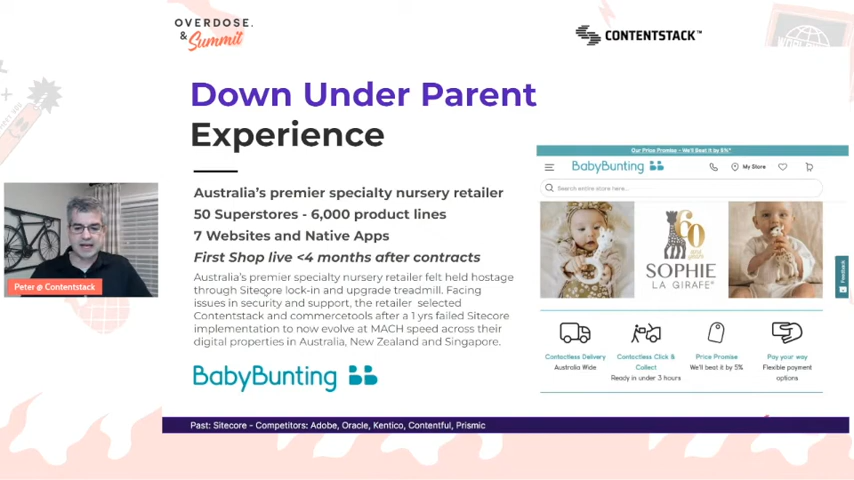 OVERDOSE.
& Summit
CONTENTSTACK™
Down Under Parent
Experience
Australia's premier specialty nursery retailer
50 Superstores - 6,000 product lines
7 Websites and Native Apps
First Shop live <4 months after contracts
Australia's premier specialty nursery retailer felt held hostage
through Sitecore lock-in and upgrade treadmill. Facing
issues in security and support, the retailer selected
Contentstack and commercetools after a 1 yrs failed Sitecore
implementation to now evolve at MACH speed across their
digital properties in Australia, New Zealand and Singapore.
BabyBunting
Peter @ Contentstack
Our Price Promise - We'll Beat it by 5%*
BabyBunting
My Store
Search entire store here...
60
SOPHIE
LA GIRAFE®
Feedback
Contactless Delivery
Australia Wide
Contactless Click &
Collect
Ready in under 3 hours
Price Promise
We'll beat it by 5%
Pay your way
Flexible payment
options
Past: Sitecore - Competitors: Adobe, Oracle, Kentico, Contentful, Prismic